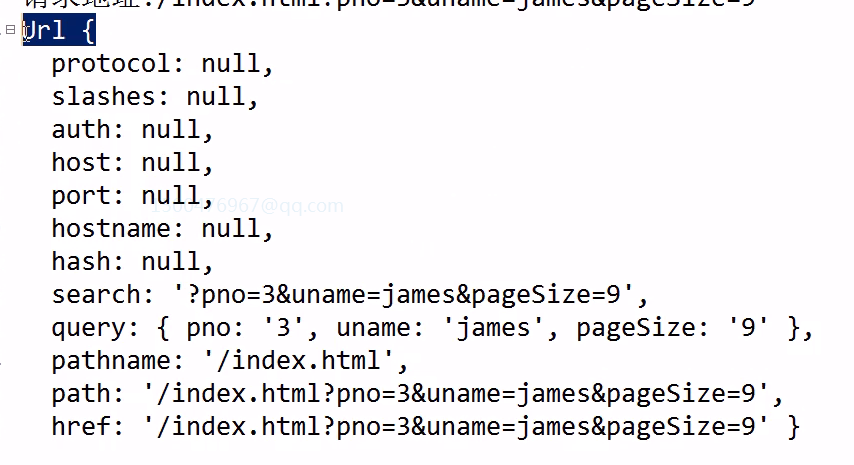 请求地址:/index.html?pno=3&uname=james&pageSize=9
Url {
protocol: null,
slashes: null,
auth: null,
host: null,
port: null,
hostname: null,
hash: null,
search: '?pno=3&uname=james&pageSize=9',
query: { pno: '3', uname: 'james', pageSize: '9' },
pathname: '/index.html',
path: '/index.html?pno=3&uname=james&pageSize=9',
href: '/index.html?pno=3&uname=james&pageSize=9' }